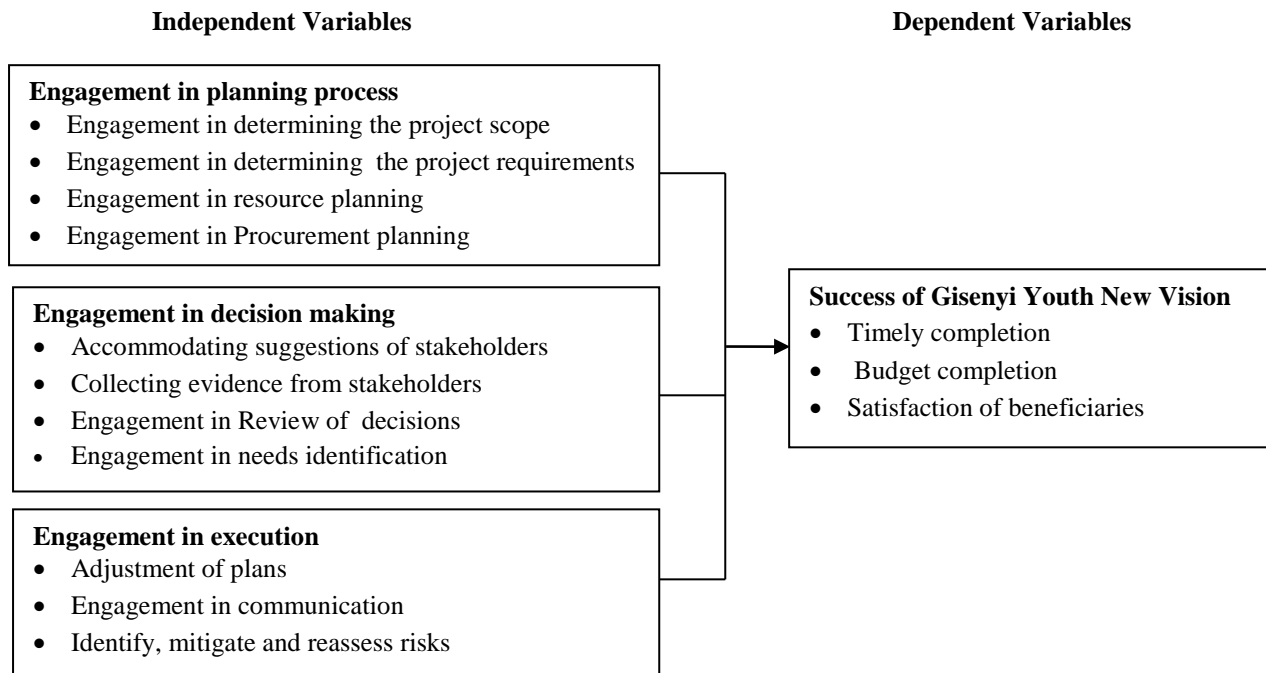 Independent Variables
Dependent Variables
Engagement in planning process
• Engagement in determining the project scope
• Engagement in determining the project requirements
• Engagement in resource planning
• Engagement in Procurement planning
Engagement in decision making
• Accommodating suggestions of stakeholders
• Collecting evidence from stakeholders
• Engagement in Review of decisions
• Engagement in needs identification
Engagement in execution
• Adjustment of plans
• Engagement in communication
• Identify, mitigate and reassess risks
Success of Gisenyi Youth New Vision
• Timely completion
• Budget completion
• Satisfaction of beneficiaries